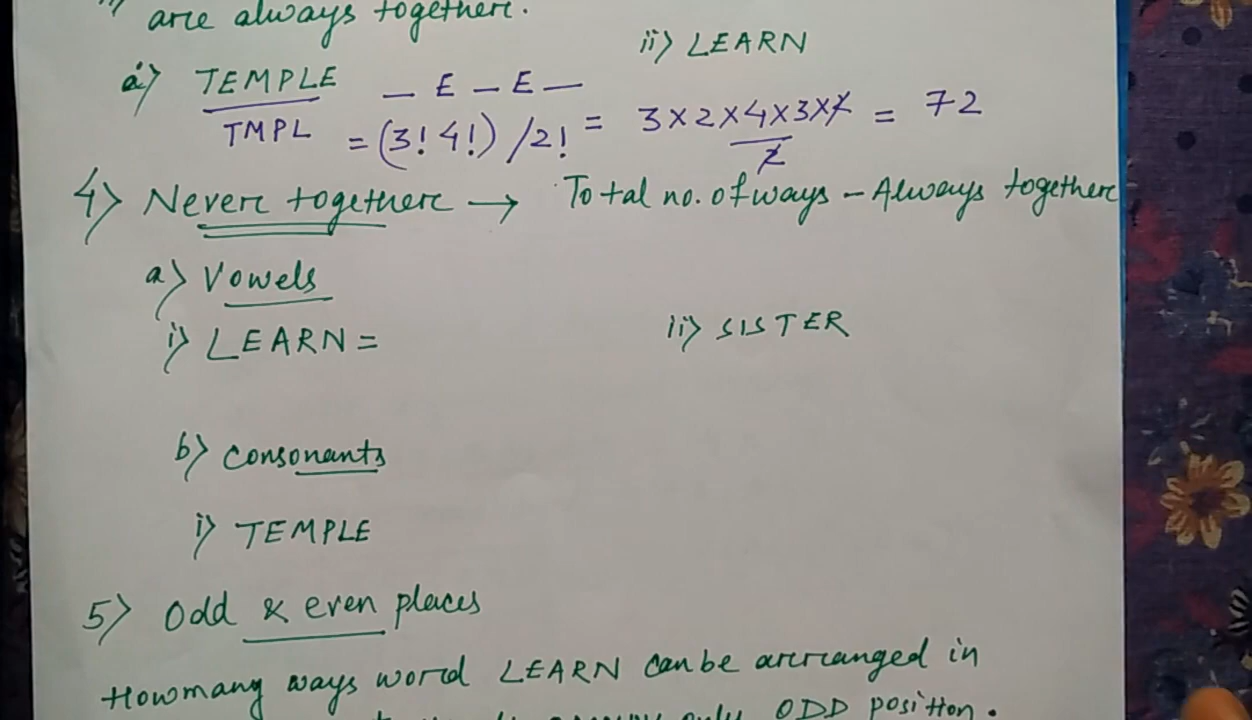 are always together.
i) TEMPLE _ E _ E _
TMPL = (3! 4!) /2! = 3×2×4×3×2 / 2 = 72
ii) LEARN
4) Never together → Total no. of ways – Always together
a) Vowels
i) LEARN =
ii) SISTER
b) Consonants
i) TEMPLE
5) Odd & even places
How many ways word LEARN can be arranged in
only ODD position.